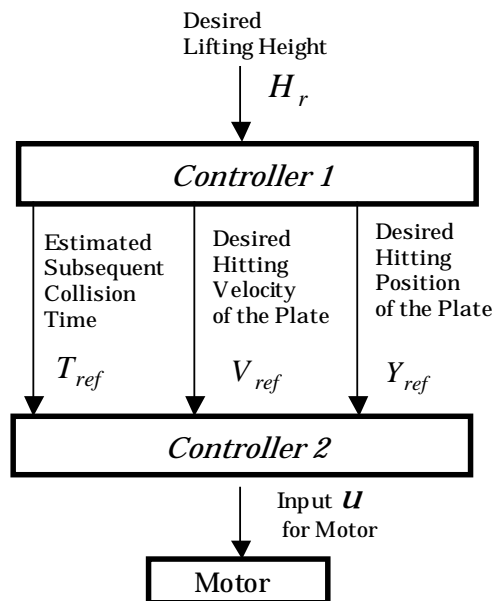 Desired
Lifting Height
H_r
Controller 1
Estimated
Subsequent
Collision
Time
T_ref
Desired
Hitting
Velocity
of the Plate
V_ref
Desired
Hitting
Position
of the Plate
Y_ref
Controller 2
Input u
for Motor
Motor